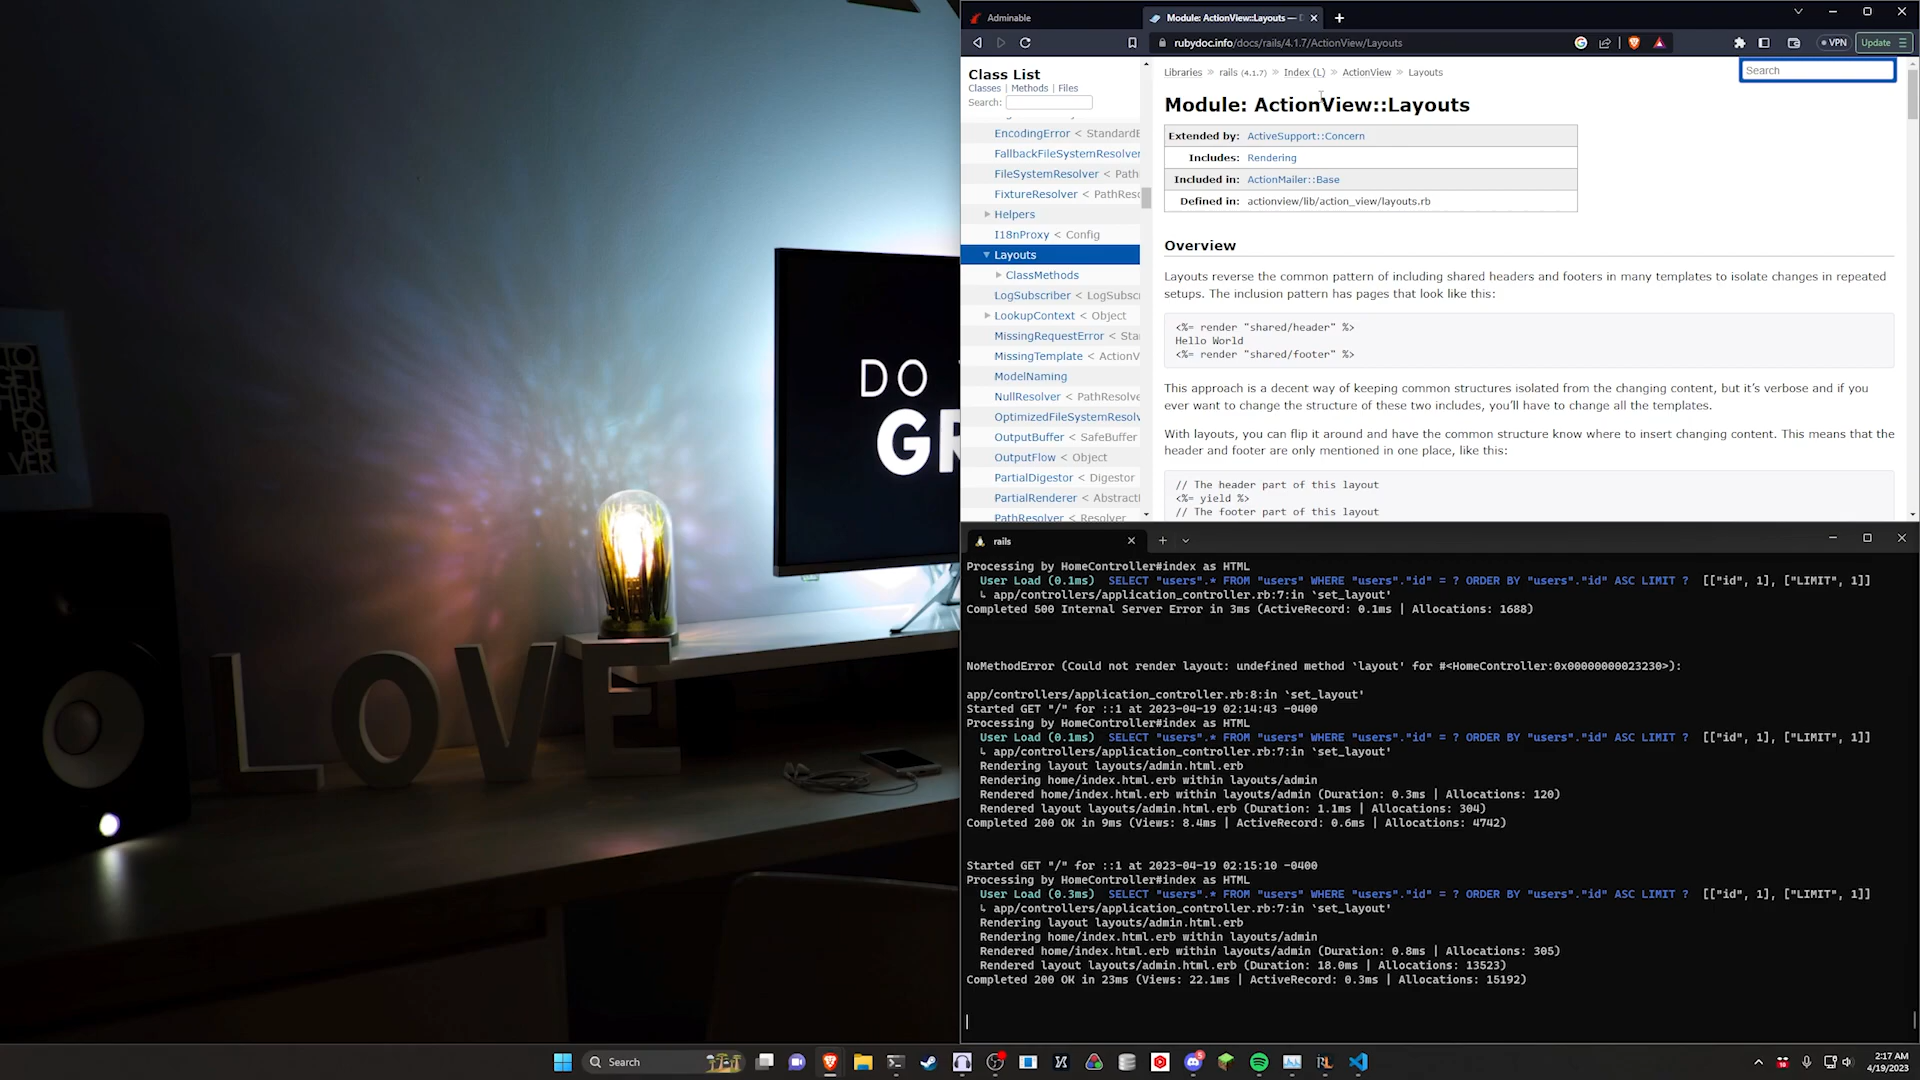 Adminable
Module: ActionView::Layouts — D
rubydoc.info/docs/rails/4.1.7/ActionView/Layouts
VPN
Update
Class List
Classes | Methods | Files
Search:
EncodingError < StandardE
FallbackFileSystemResolver
FileSystemResolver < Path
FixtureResolver < PathReso
Helpers
I18nProxy < Config
Layouts
ClassMethods
LogSubscriber < LogSubsc
LookupContext < Object
MissingRequestError < Sta
MissingTemplate < ActionV
ModelNaming
NullResolver < PathResolve
OptimizedFileSystemResolv
OutputBuffer < SafeBuffer
OutputFlow < Object
PartialDigestor < Digestor
PartialRenderer < Abstract
PathResolver < Resolver
Libraries » rails (4.1.7) » Index (L) » ActionView » Layouts
Search
Module: ActionView::Layouts
Extended by: ActiveSupport::Concern
Includes: Rendering
Included in: ActionMailer::Base
Defined in: actionview/lib/action_view/layouts.rb
Overview
Layouts reverse the common pattern of including shared headers and footers in many templates to isolate changes in repeated
setups. The inclusion pattern has pages that look like this:
<%= render "shared/header" %>
Hello World
<%= render "shared/footer" %>
This approach is a decent way of keeping common structures isolated from the changing content, but it’s verbose and if you
ever want to change the structure of these two includes, you’ll have to change all the templates.
With layouts, you can flip it around and have the common structure know where to insert changing content. This means that the
header and footer are only mentioned in one place, like this:
// The header part of this layout
<%= yield %>
// The footer part of this layout
rails
Processing by HomeController#index as HTML
User Load (0.1ms) SELECT "users".* FROM "users" WHERE "users"."id" = ? ORDER BY "users"."id" ASC LIMIT ? [["id", 1], ["LIMIT", 1]]
↳ app/controllers/application_controller.rb:7:in `set_layout'
Completed 500 Internal Server Error in 3ms (ActiveRecord: 0.1ms | Allocations: 1688)
NoMethodError (Could not render layout: undefined method `layout' for #<HomeController:0x00000000023230>):
app/controllers/application_controller.rb:8:in `set_layout'
Started GET "/" for ::1 at 2023-04-19 02:14:43 -0400
Processing by HomeController#index as HTML
User Load (0.1ms) SELECT "users".* FROM "users" WHERE "users"."id" = ? ORDER BY "users"."id" ASC LIMIT ? [["id", 1], ["LIMIT", 1]]
↳ app/controllers/application_controller.rb:7:in `set_layout'
Rendering layout layouts/admin.html.erb
Rendering home/index.html.erb within layouts/admin
Rendered home/index.html.erb within layouts/admin (Duration: 0.3ms | Allocations: 120)
Rendered layout layouts/admin.html.erb (Duration: 1.1ms | Allocations: 304)
Completed 200 OK in 9ms (Views: 8.4ms | ActiveRecord: 0.6ms | Allocations: 4742)
Started GET "/" for ::1 at 2023-04-19 02:15:10 -0400
Processing by HomeController#index as HTML
User Load (0.3ms) SELECT "users".* FROM "users" WHERE "users"."id" = ? ORDER BY "users"."id" ASC LIMIT ? [["id", 1], ["LIMIT", 1]]
↳ app/controllers/application_controller.rb:7:in `set_layout'
Rendering layout layouts/admin.html.erb
Rendering home/index.html.erb within layouts/admin
Rendered home/index.html.erb within layouts/admin (Duration: 0.8ms | Allocations: 305)
Rendered layout layouts/admin.html.erb (Duration: 18.0ms | Allocations: 13523)
Completed 200 OK in 23ms (Views: 22.1ms | ActiveRecord: 0.3ms | Allocations: 15192)
TO
GET
HER
FO
RE
VER
DO
GR
LOVE
Search
2:17 AM
4/19/2023